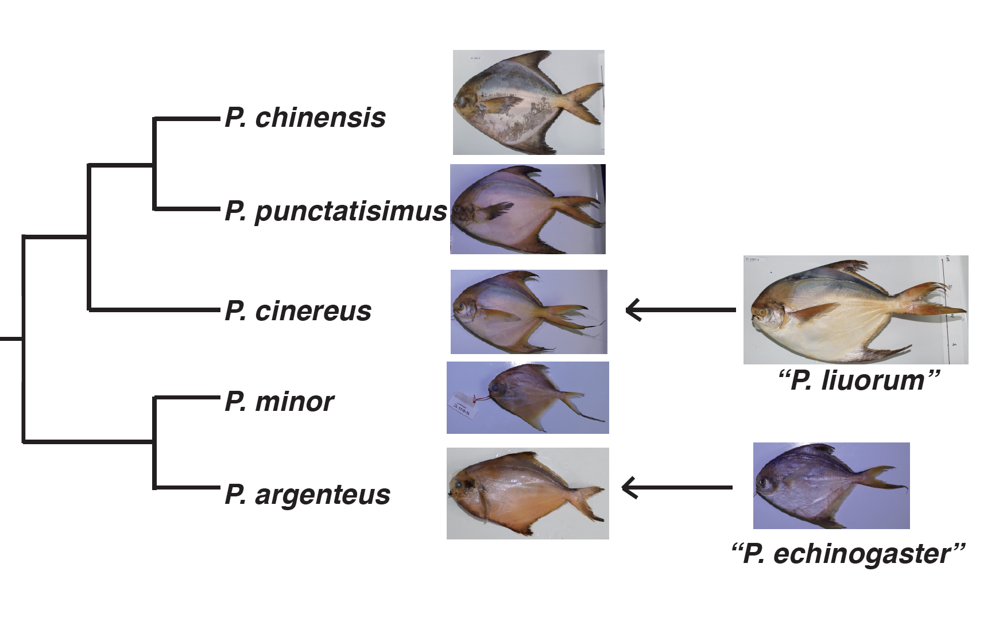 P. chinensis
P. punctatisimus
P. cinereus
“P. liuorum”
P. minor
P. argenteus
“P. echinogaster”